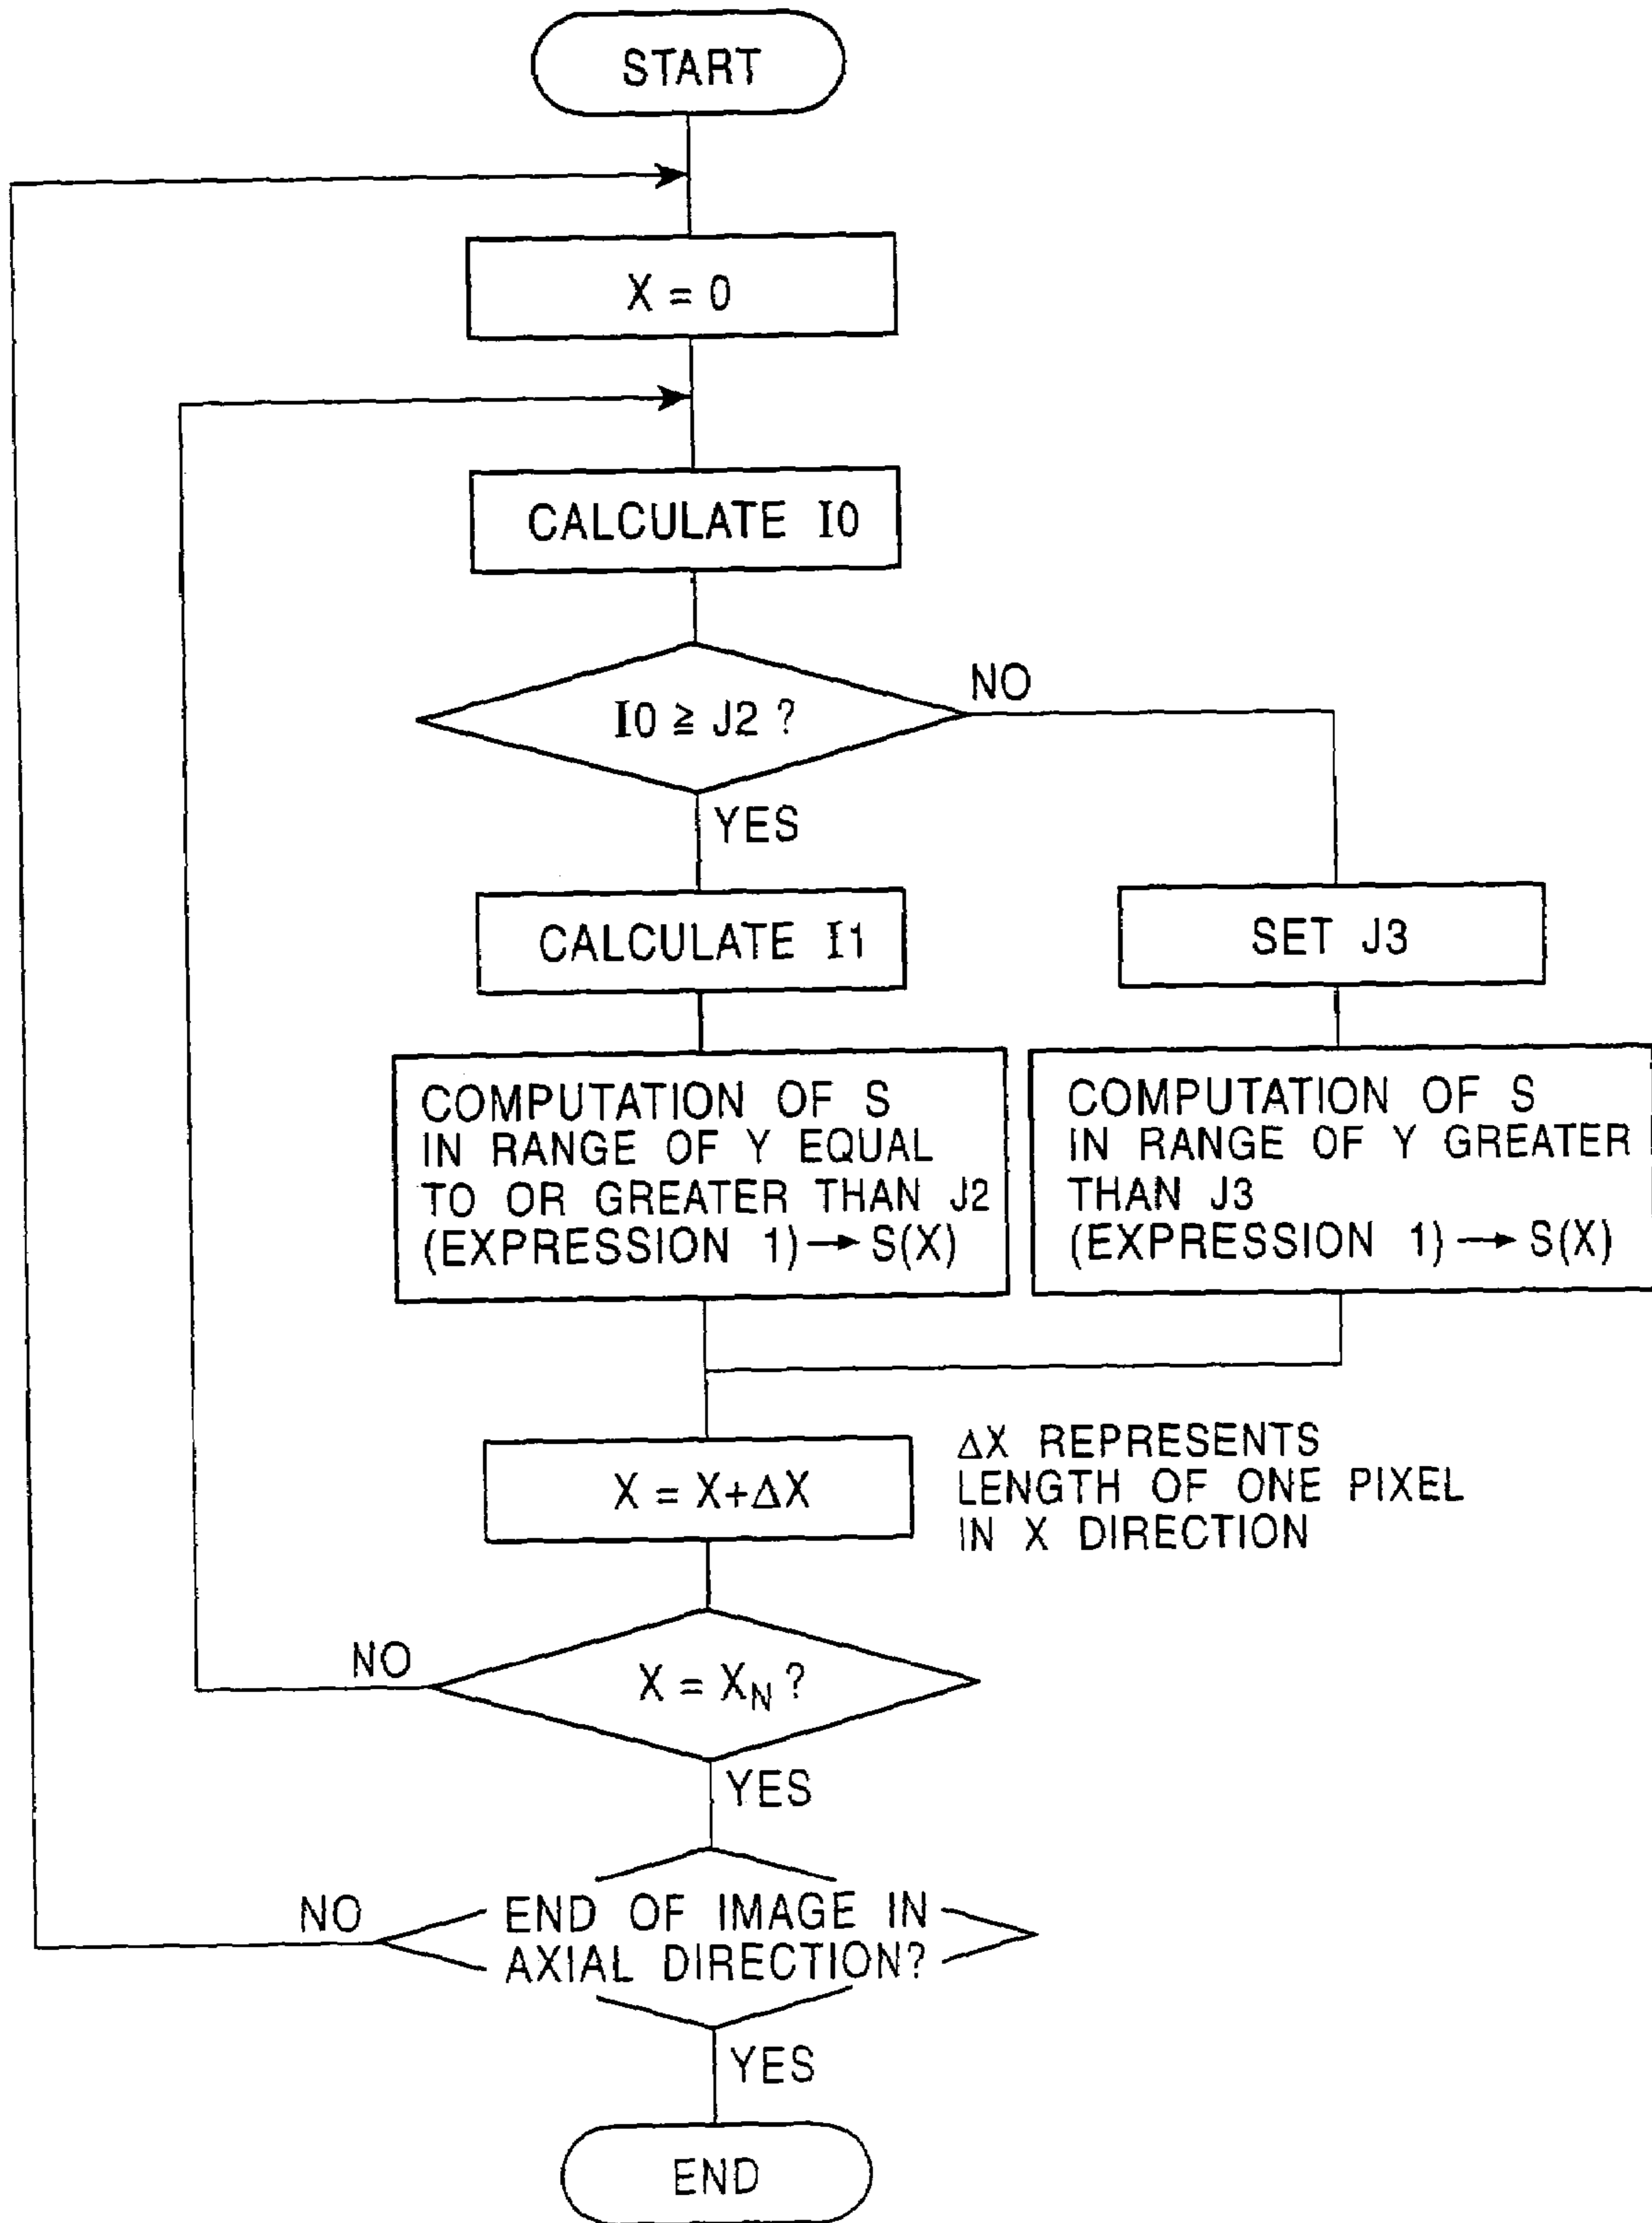 START
X = 0
CALCULATE I0
I0 ≧ J2 ?
NO
YES
CALCULATE I1
SET J3
COMPUTATION OF S
IN RANGE OF Y EQUAL
TO OR GREATER THAN J2
(EXPRESSION 1)→ S(X)
COMPUTATION OF S
IN RANGE OF Y GREATER
THAN J3
(EXPRESSION 1)→ S(X)
X = X+ΔX
ΔX REPRESENTS
LENGTH OF ONE PIXEL
IN X DIRECTION
NO
X = X_N ?
YES
NO
END OF IMAGE IN
AXIAL DIRECTION?
YES
END